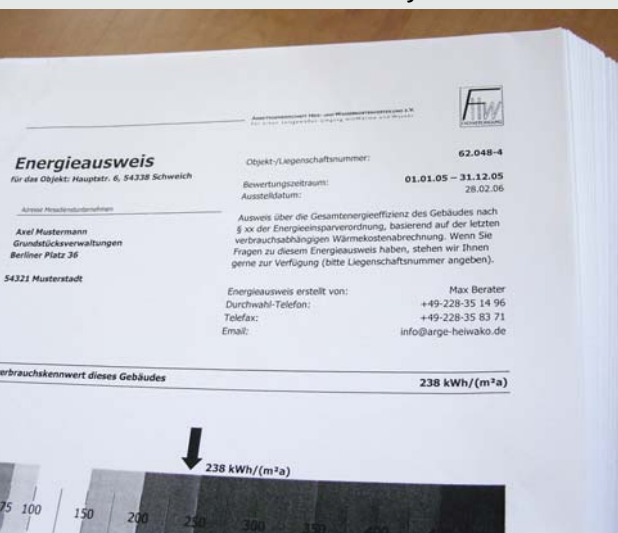 ARBEITSGEMEINSCHAFT HEIZ- UND WASSERKOSTENVERTEILUNG E.V.
Energieausweis
für das Objekt: Hauptstr. 6, 54338 Schweich
Axel Mustermann
Grundstücksverwaltungen
Berliner Platz 36
54321 Musterstadt
Objekt-/Liegenschaftsnummer: 62.048-4
Bewertungszeitraum: 01.01.05 – 31.12.05
Ausstelldatum: 28.02.06
Ausweis über die Gesamtenergieeffizienz des Gebäudes nach
§ xx der Energieeinsparverordnung, basierend auf der letzten
verbrauchsabhängigen Wärmekostenabrechnung. Wenn Sie
Fragen zu diesem Energieausweis haben, stehen wir Ihnen
gerne zur Verfügung (bitte Liegenschaftsnummer angeben).
Energieausweis erstellt von: Max Berater
Durchwahl-Telefon: +49-228-35 14 96
Telefax: +49-228-35 83 71
Email: info@arge-heiwako.de
erbrauchskennwert dieses Gebäudes 238 kWh/(m²a)
238 kWh/(m²a)
75 100 150 200 250 300 350 400